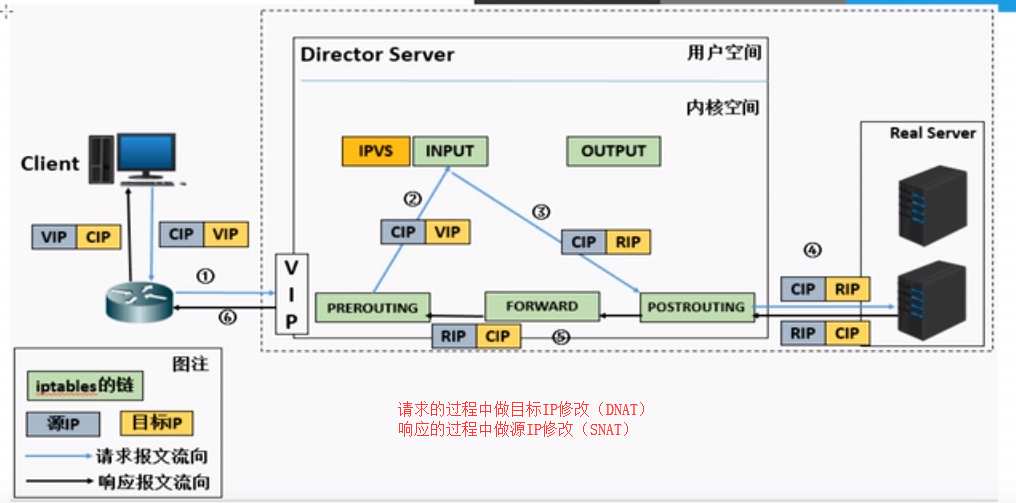 Director Server
用户空间
内核空间
Real Server
IPVS
INPUT
OUTPUT
Client
②
③
VIP CIP
CIP VIP
CIP VIP
CIP RIP
④
①
VIP
CIP RIP
PREROUTING
FORWARD
POSTROUTING
⑥
RIP CIP
⑤
RIP CIP
图注
iptables的链
源IP
目标IP
请求报文流向
响应报文流向
请求的过程中做目标IP修改（DNAT）
响应的过程中做源IP修改（SNAT）